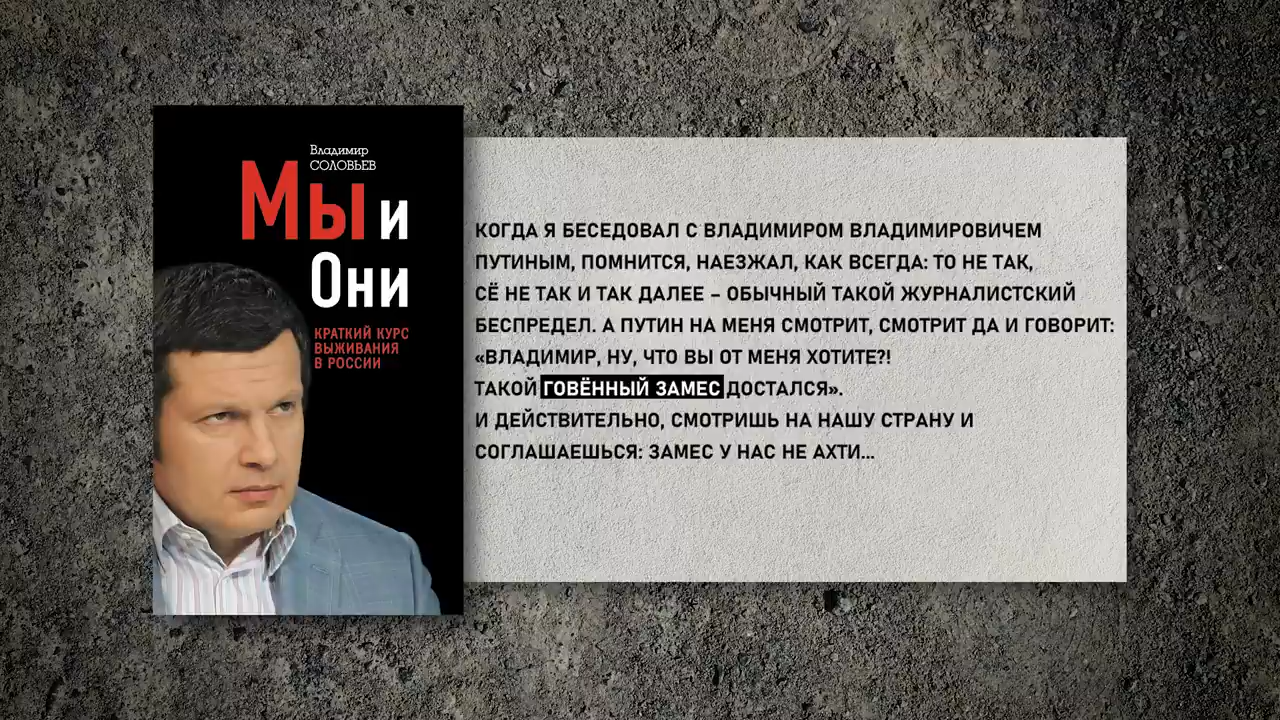 Владимир
СОЛОВЬЕВ
Мы и
Они
КРАТКИЙ КУРС
ВЫЖИВАНИЯ
В РОССИИ
КОГДА Я БЕСЕДОВАЛ С ВЛАДИМИРОМ ВЛАДИМИРОВИЧЕМ
ПУТИНЫМ, ПОМНИТСЯ, НАЕЗЖАЛ, КАК ВСЕГДА: ТО НЕ ТАК,
СЁ НЕ ТАК И ТАК ДАЛЕЕ – ОБЫЧНЫЙ ТАКОЙ ЖУРНАЛИСТСКИЙ
БЕСПРЕДЕЛ. А ПУТИН НА МЕНЯ СМОТРИТ, СМОТРИТ ДА И ГОВОРИТ:
«ВЛАДИМИР, НУ, ЧТО ВЫ ОТ МЕНЯ ХОТИТЕ?!
ТАКОЙ ГОВЁННЫЙ ЗАМЕС ДОСТАЛСЯ».
И ДЕЙСТВИТЕЛЬНО, СМОТРИШЬ НА НАШУ СТРАНУ И
СОГЛАШАЕШЬСЯ: ЗАМЕС У НАС НЕ АХТИ...